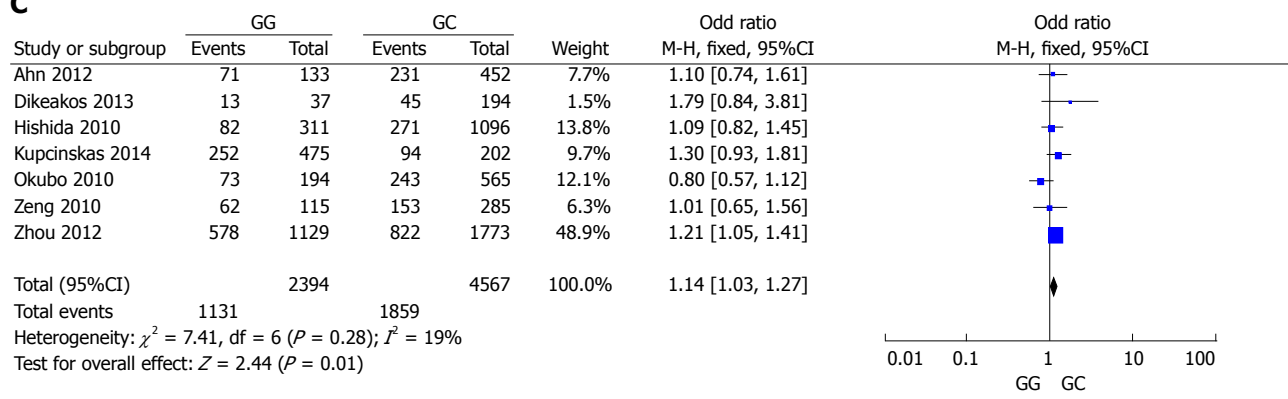 C
GG GC Odd ratio Odd ratio
Study or subgroup Events Total Events Total Weight M-H, fixed, 95%CI M-H, fixed, 95%CI
Ahn 2012 71 133 231 452 7.7% 1.10 [0.74, 1.61]
Dikeakos 2013 13 37 45 194 1.5% 1.79 [0.84, 3.81]
Hishida 2010 82 311 271 1096 13.8% 1.09 [0.82, 1.45]
Kupcinskas 2014 252 475 94 202 9.7% 1.30 [0.93, 1.81]
Okubo 2010 73 194 243 565 12.1% 0.80 [0.57, 1.12]
Zeng 2010 62 115 153 285 6.3% 1.01 [0.65, 1.56]
Zhou 2012 578 1129 822 1773 48.9% 1.21 [1.05, 1.41]
Total (95%CI) 2394 4567 100.0% 1.14 [1.03, 1.27]
Total events 1131 1859
Heterogeneity: χ² = 7.41, df = 6 (P = 0.28); I² = 19%
Test for overall effect: Z = 2.44 (P = 0.01)
0.01 0.1 1 10 100
GG GC